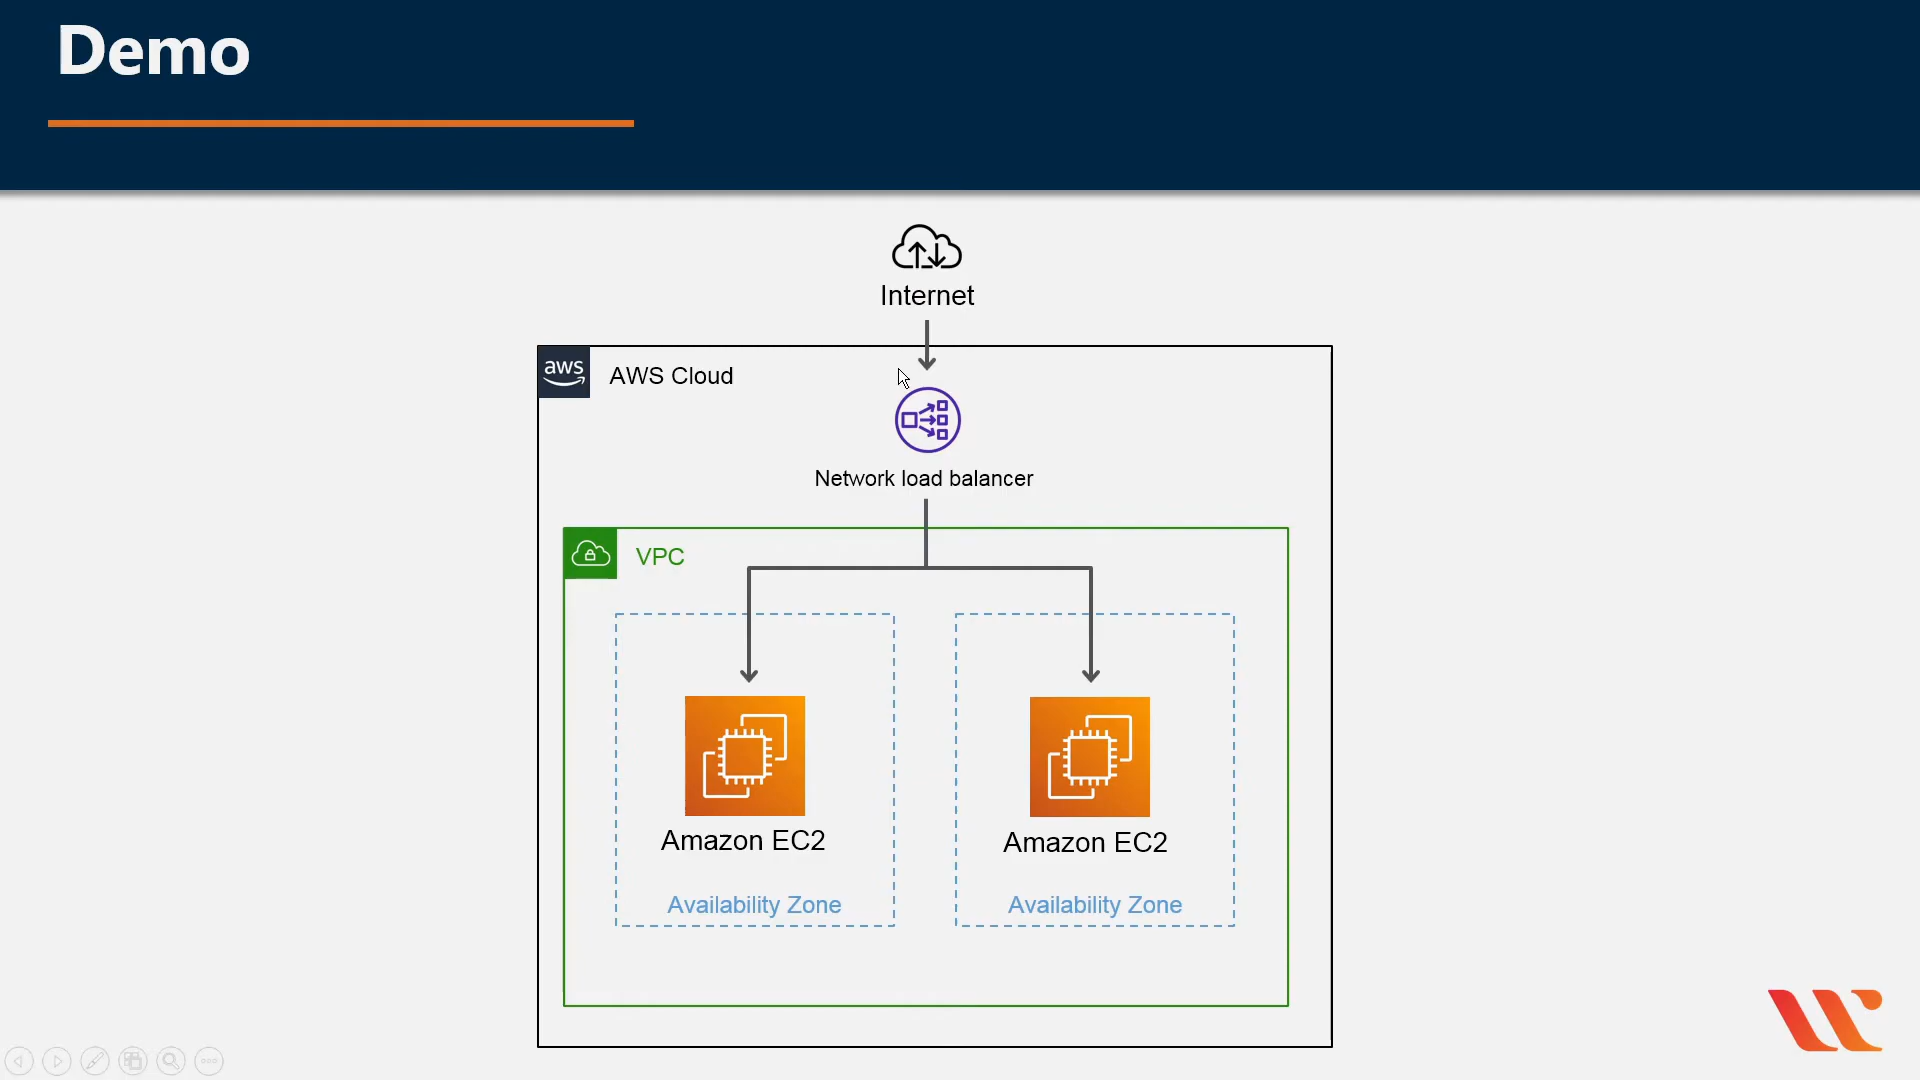 Demo
Internet
aws
AWS Cloud
Network load balancer
VPC
Amazon EC2
Amazon EC2
Availability Zone
Availability Zone